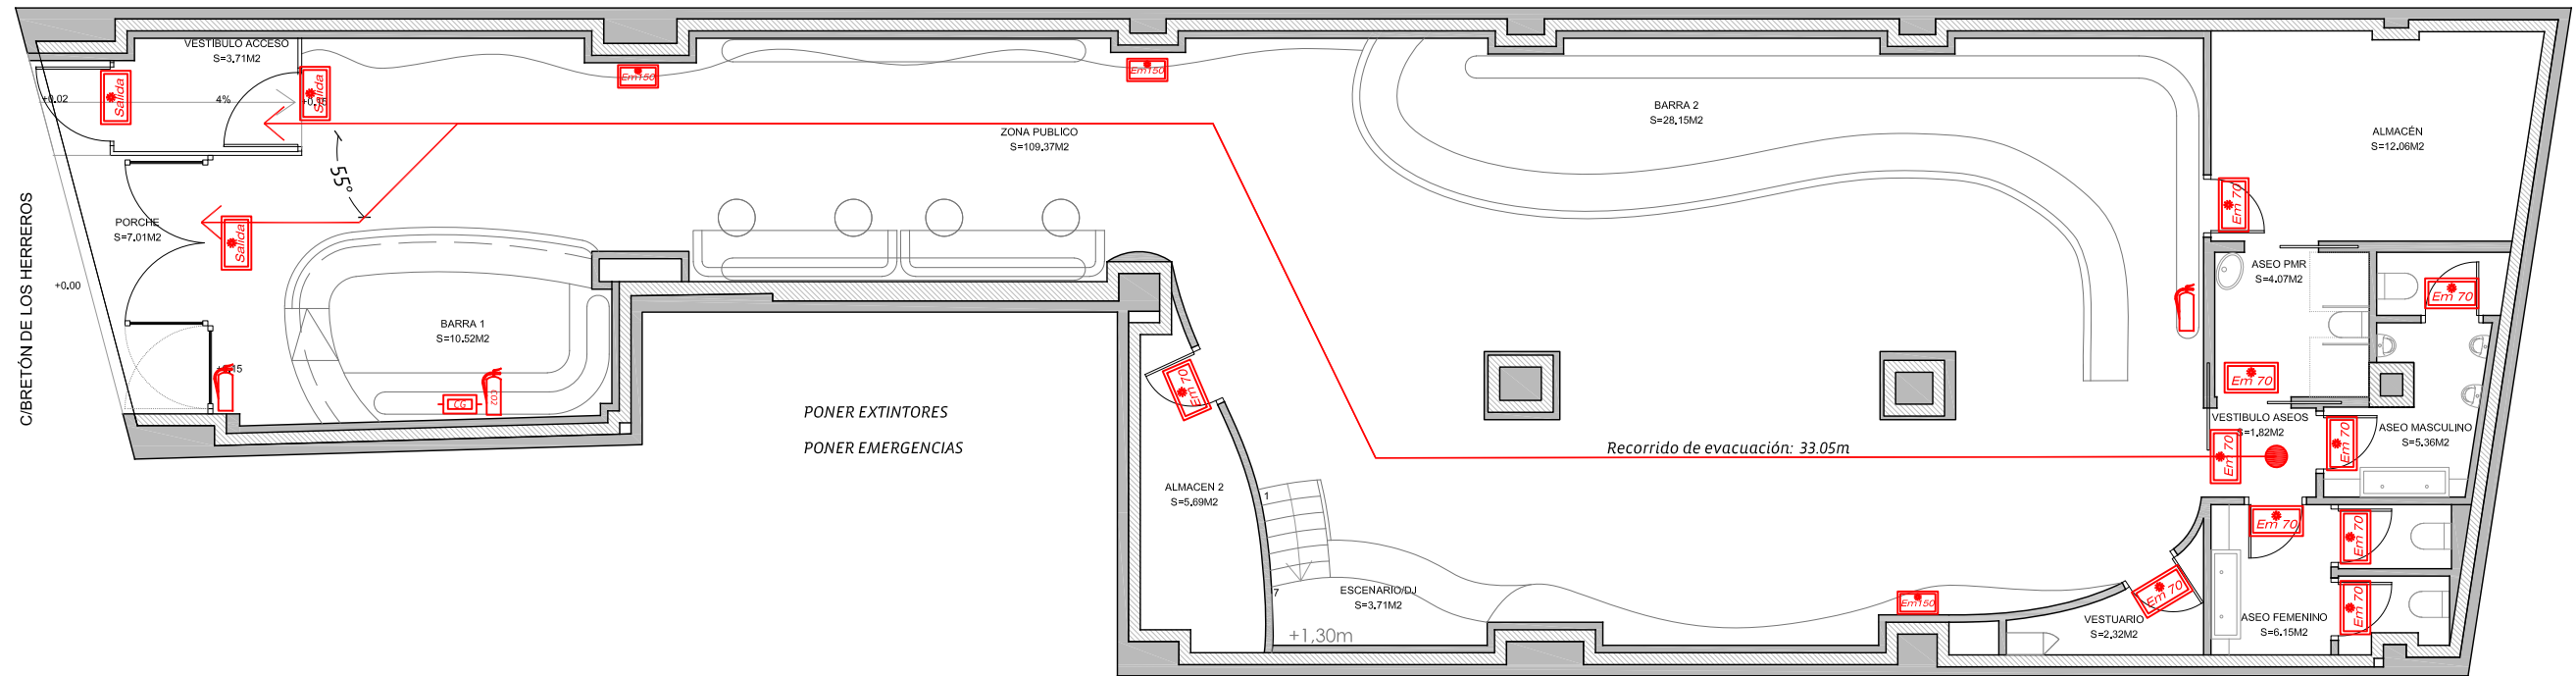 VESTIBULO ACCESO
S=3.71M2
Salida
Salida
+0.02
4%
+0.15
Em150
Em150
BARRA 2
S=28.15M2
ZONA PUBLICO
S=109.37M2
ALMACÉN
S=12.06M2
55°
Em 70
C/BRETÓN DE LOS HERREROS
PORCHE
S=7.01M2
Salida
+0.00
ASEO PMR
S=4.07M2
Em 70
BARRA 1
S=10.52M2
Em 70
Em 70
CG
CO2
PONER EXTINTORES
PONER EMERGENCIAS
Recorrido de evacuación: 33.05m
VESTIBULO ASEOS
S=1.82M2
Em 70
Em 70
ASEO MASCULINO
S=5.36M2
ALMACEN 2
S=5.69M2
1
7
Em 70
Em 70
ESCENARIO/DJ
S=3.71M2
+1,30m
Em150
Em 70
VESTUARIO
S=2.32M2
ASEO FEMENINO
S=6.15M2
Em 70